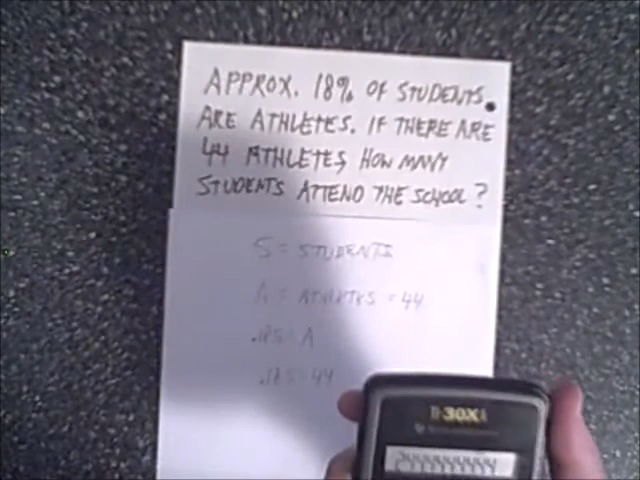 APPROX. 18% OF STUDENTS
ARE ATHLETES. IF THERE ARE
44 ATHLETES, HOW MANY
STUDENTS ATTEND THE SCHOOL?
S = STUDENTS
A = ATHLETES = 44
.18S = A
.18S = 44
TI-30XA